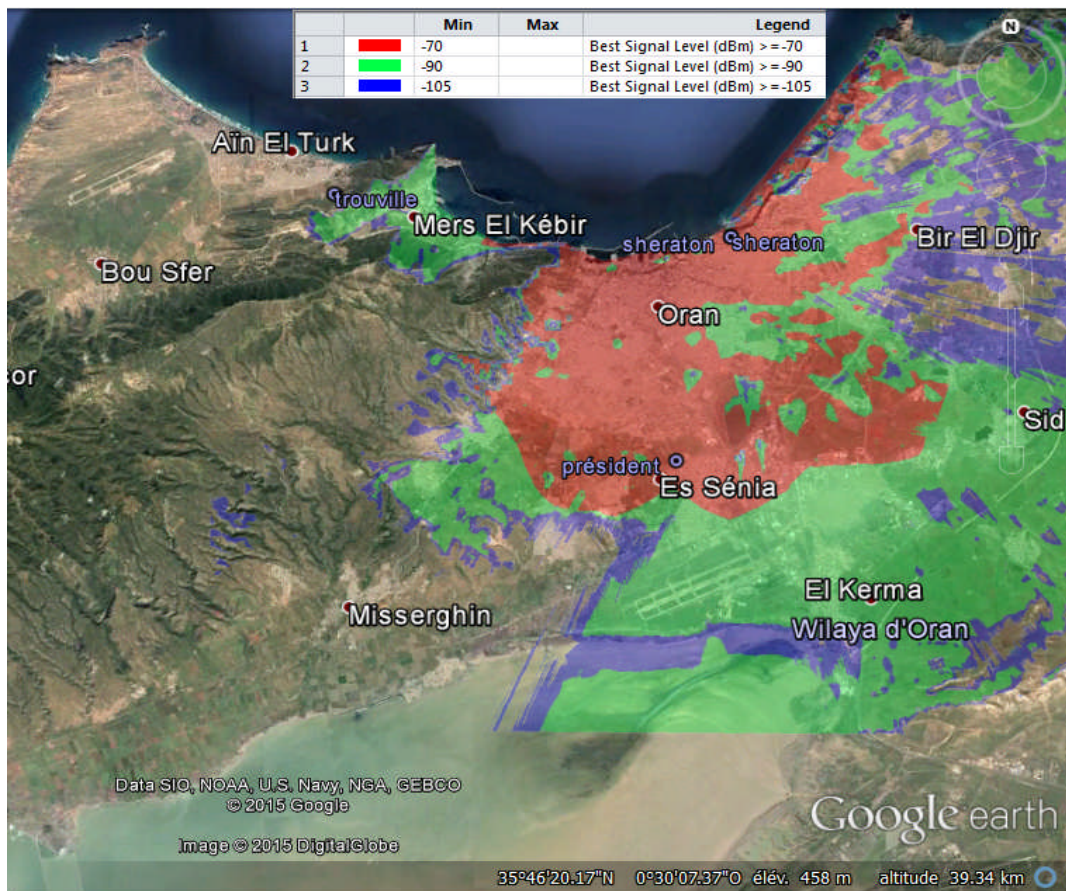 Min Max Legend
1 -70 Best Signal Level (dBm) >=-70
2 -90 Best Signal Level (dBm) >=-90
3 -105 Best Signal Level (dBm) >=-105
N
Aïn El Turk
trouville
Mers El Kébir
sheraton
sheraton
Bir El Djir
Bou Sfer
Oran
cor
Sid
président
Es Sénia
El Kerma
Misserghin
Wilaya d'Oran
Data SIO, NOAA, U.S. Navy, NGA, GEBCO
© 2015 Google
Google earth
Image © 2015 DigitalGlobe
35°46'20.17"N 0°30'07.37"O élév. 458 m altitude 39.34 km